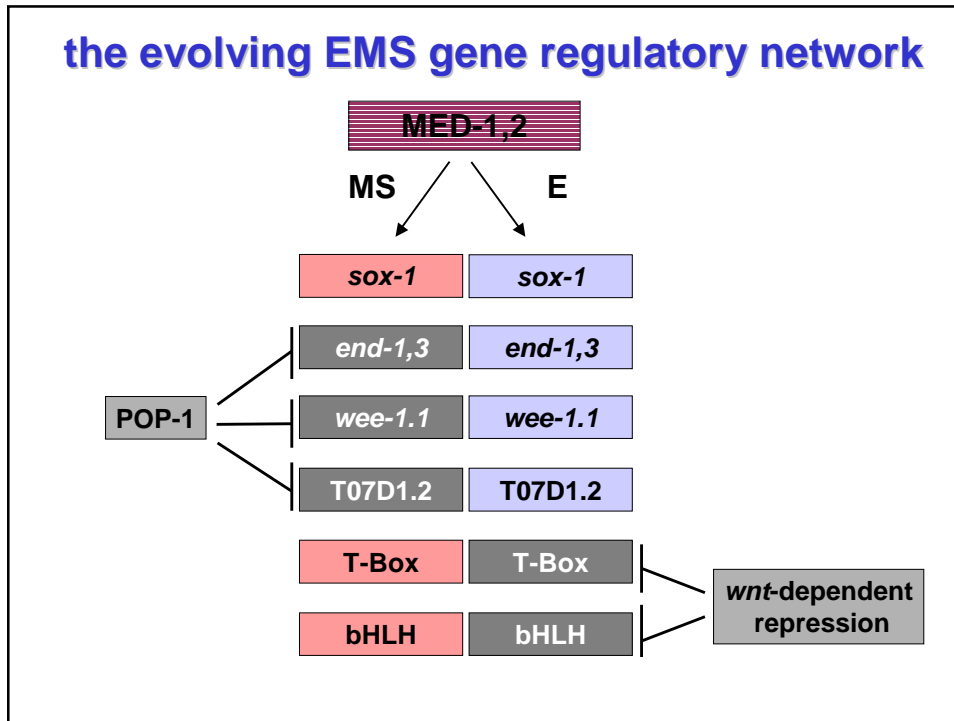 the evolving EMS gene regulatory network
MED-1,2
MS E
sox-1 sox-1
end-1,3 end-1,3
POP-1
wee-1.1 wee-1.1
T07D1.2 T07D1.2
T-Box T-Box
wnt-dependent
repression
bHLH bHLH